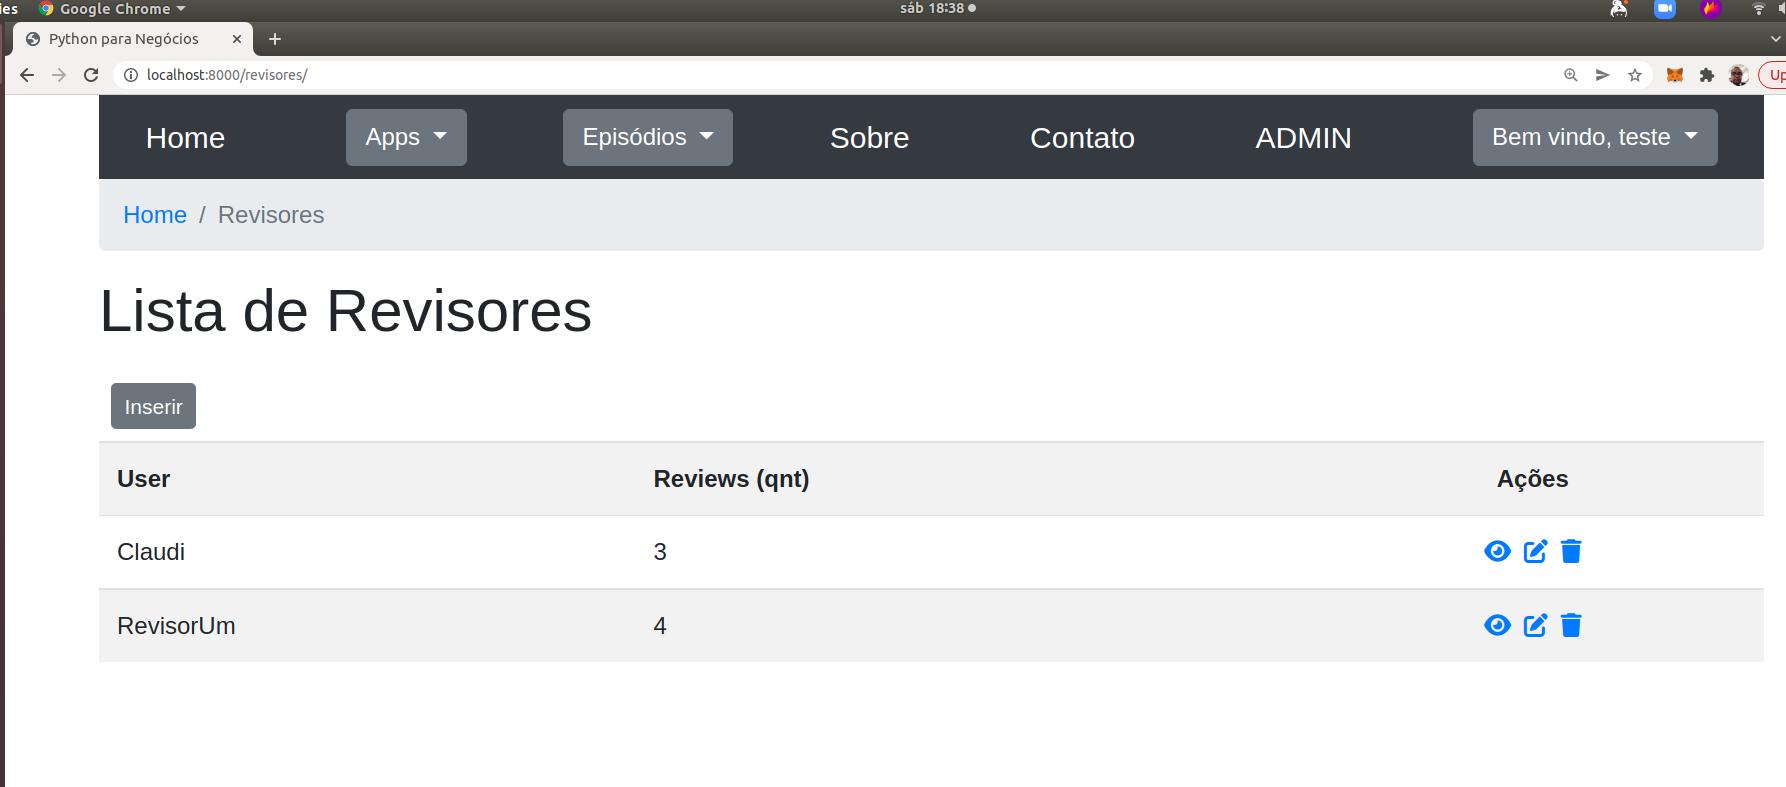 ies Google Chrome sáb 18:38
Python para Negócios
localhost:8000/revisores/ Up
Home Apps Episódios Sobre Contato ADMIN Bem vindo, teste
Home / Revisores
Lista de Revisores
Inserir
User Reviews (qnt) Ações
Claudi 3
RevisorUm 4